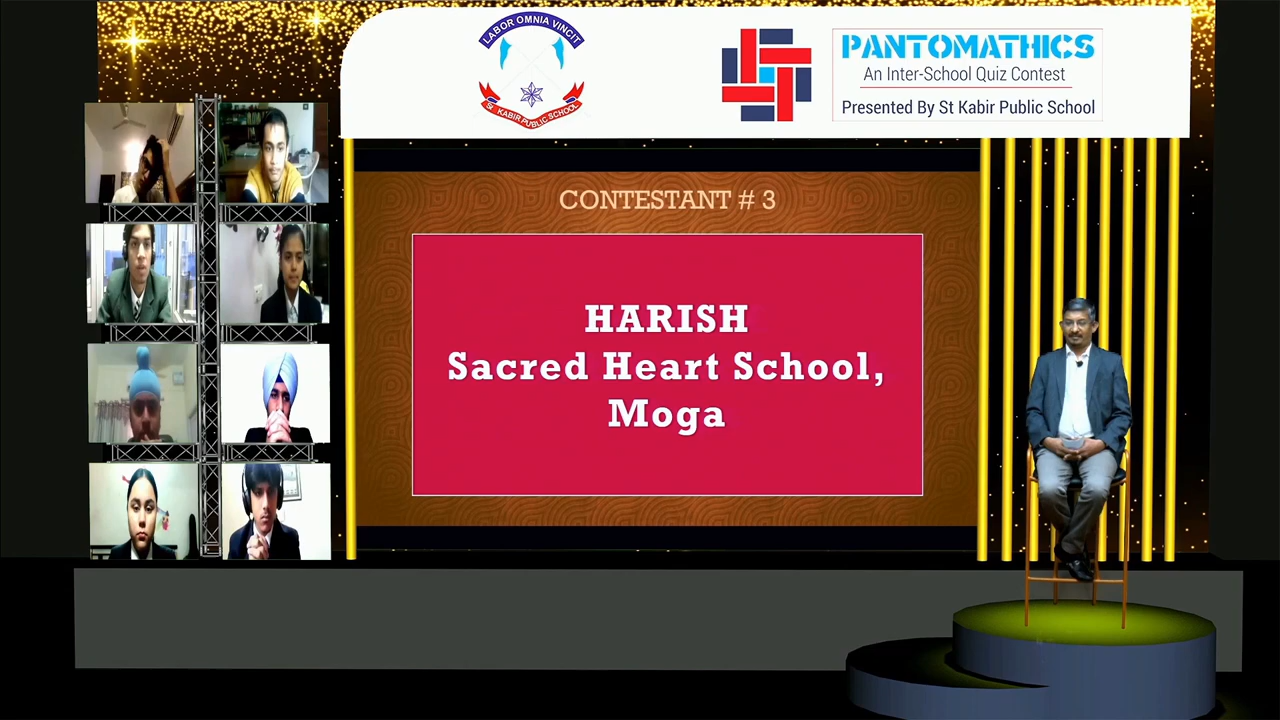 LABOR OMNIA VINCIT
St KABIR PUBLIC SCHOOL
PANTOMATHICS
An Inter-School Quiz Contest
Presented By St Kabir Public School
CONTESTANT # 3
HARISH
Sacred Heart School,
Moga